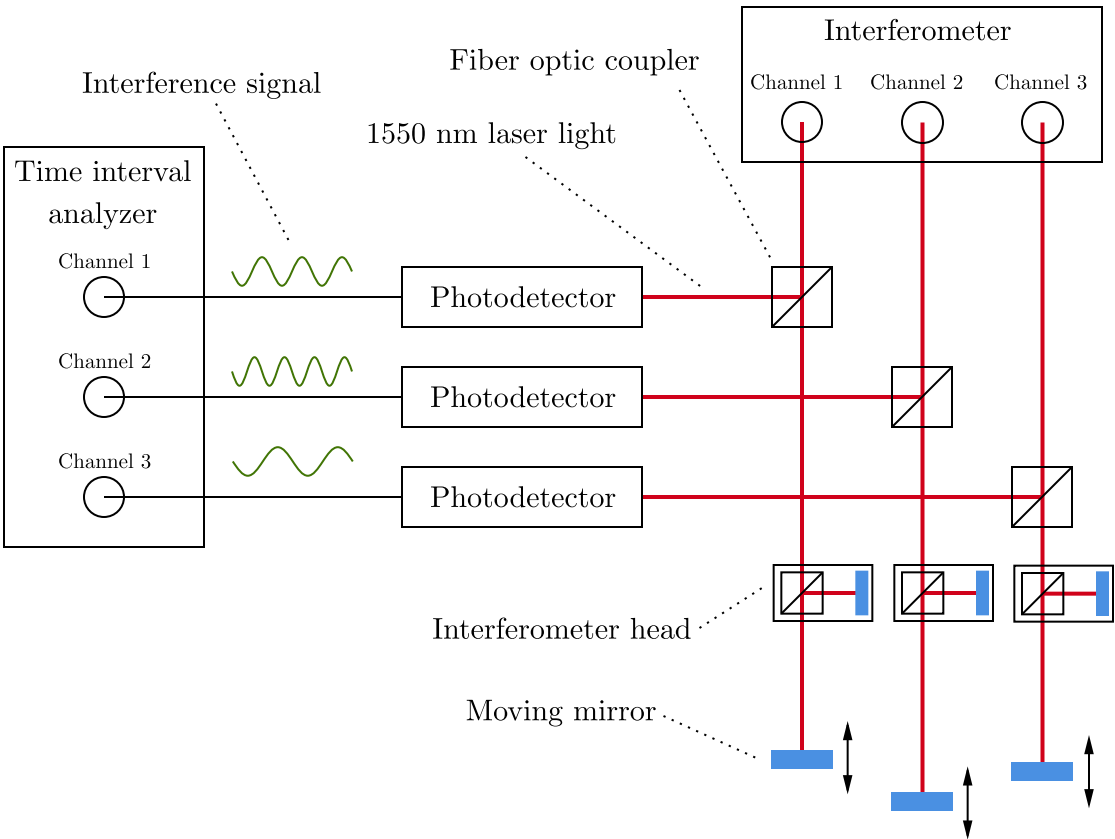 Interferometer
Channel 1 Channel 2 Channel 3
Fiber optic coupler
Interference signal
1550 nm laser light
Time interval
analyzer
Channel 1
Photodetector
Channel 2
Photodetector
Channel 3
Photodetector
Interferometer head
Moving mirror